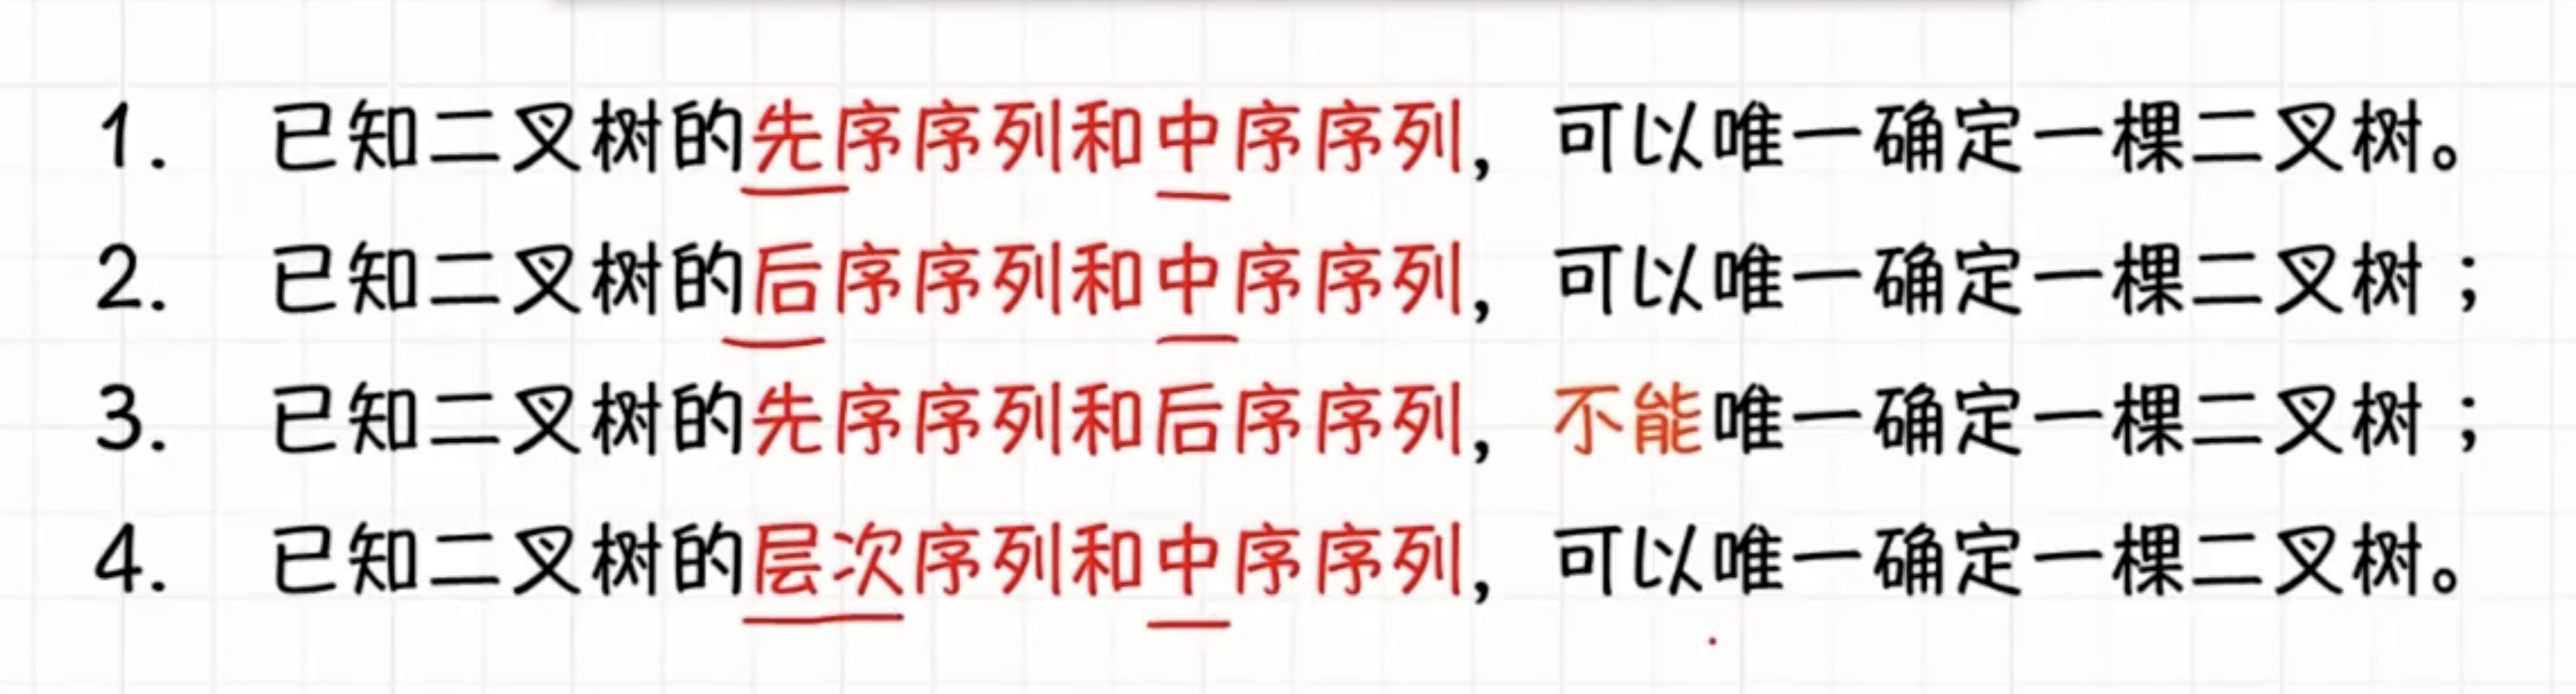 1. 已知二叉树的先序序列和中序序列，可以唯一确定一棵二叉树。
2. 已知二叉树的后序序列和中序序列，可以唯一确定一棵二叉树；
3. 已知二叉树的先序序列和后序序列，不能唯一确定一棵二叉树；
4. 已知二叉树的层次序列和中序序列，可以唯一确定一棵二叉树。